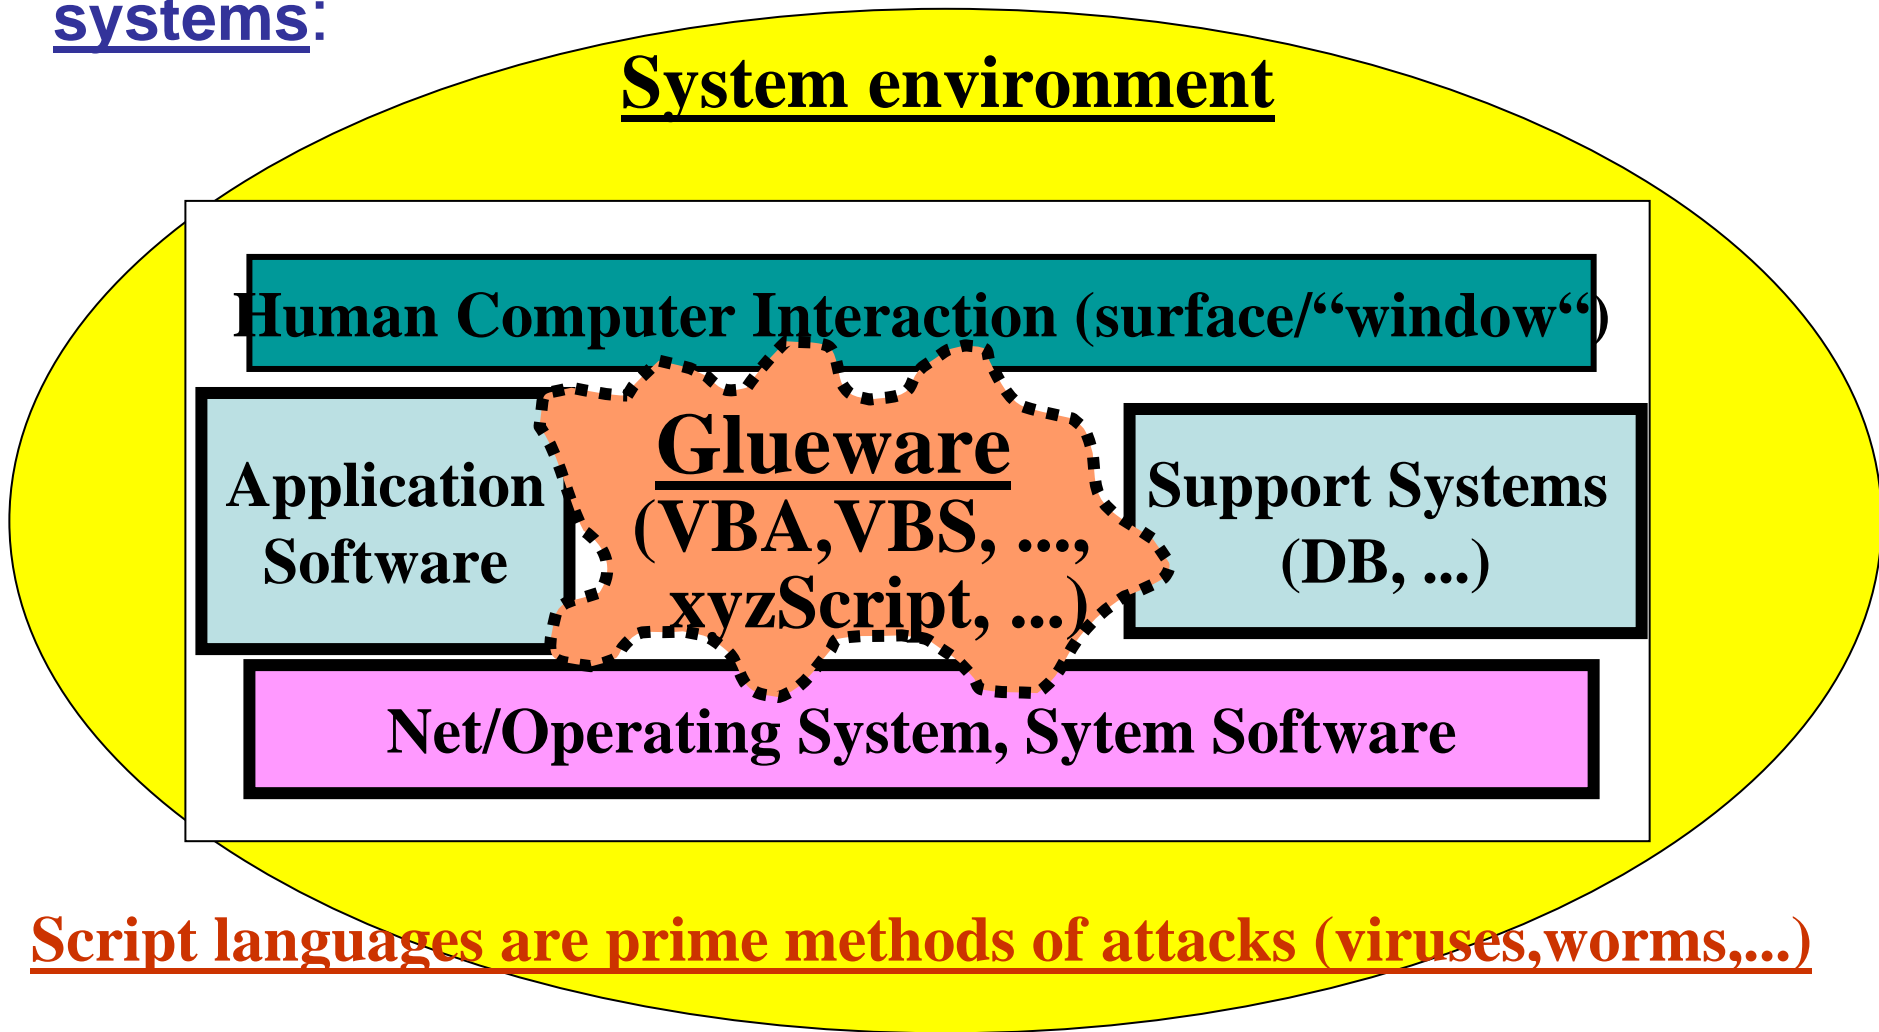 systems:
System environment
Human Computer Interaction (surface/“window“)
Application
Software
Glueware
(VBA,VBS, ...,
xyzScript, ...)
Support Systems
(DB, ...)
Net/Operating System, Sytem Software
Script languages are prime methods of attacks (viruses,worms,...)